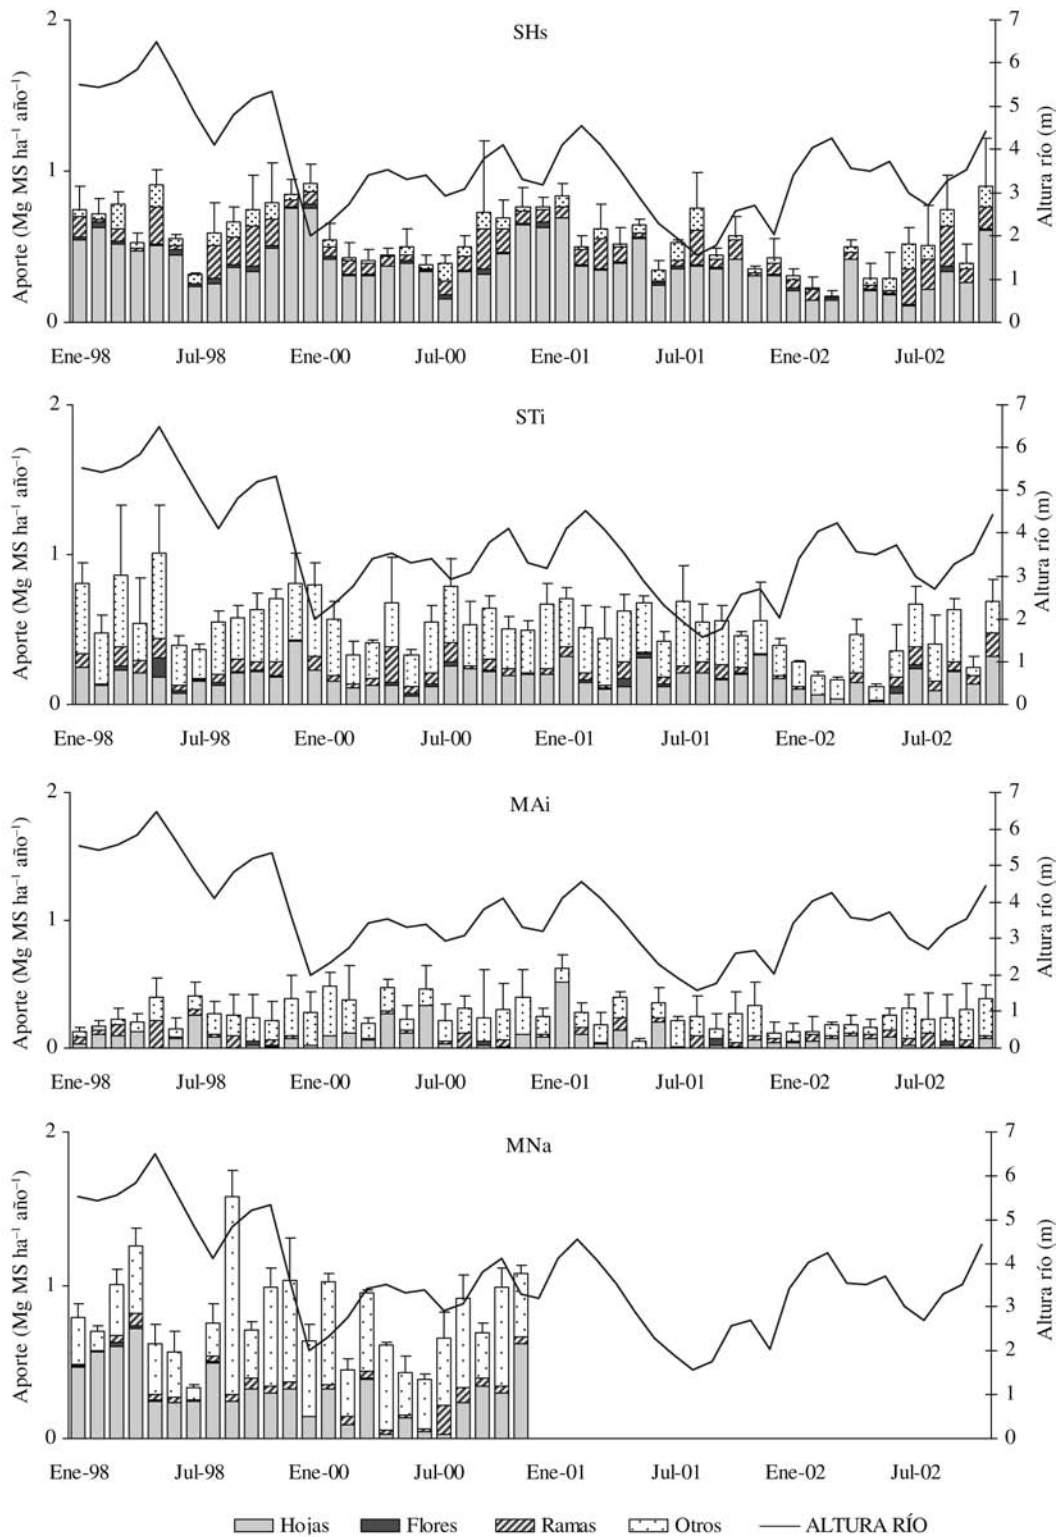 SHs
Aporte (Mg MS ha⁻¹ año⁻¹)
2
1
0
7
6
5
4
3
2
1
0
Altura río (m)
Ene-98 Jul-98 Ene-00 Jul-00 Ene-01 Jul-01 Ene-02 Jul-02
STi
Aporte (Mg MS ha⁻¹ año⁻¹)
2
1
0
7
6
5
4
3
2
1
0
Altura río (m)
Ene-98 Jul-98 Ene-00 Jul-00 Ene-01 Jul-01 Ene-02 Jul-02
MAi
Aporte (Mg MS ha⁻¹ año⁻¹)
2
1
0
7
6
5
4
3
2
1
0
Altura río (m)
Ene-98 Jul-98 Ene-00 Jul-00 Ene-01 Jul-01 Ene-02 Jul-02
MNa
Aporte (Mg MS ha⁻¹ año⁻¹)
2
1
0
7
6
5
4
3
2
1
0
Altura río (m)
Ene-98 Jul-98 Ene-00 Jul-00 Ene-01 Jul-01 Ene-02 Jul-02
Hojas Flores Ramas Otros ALTURA RÍO